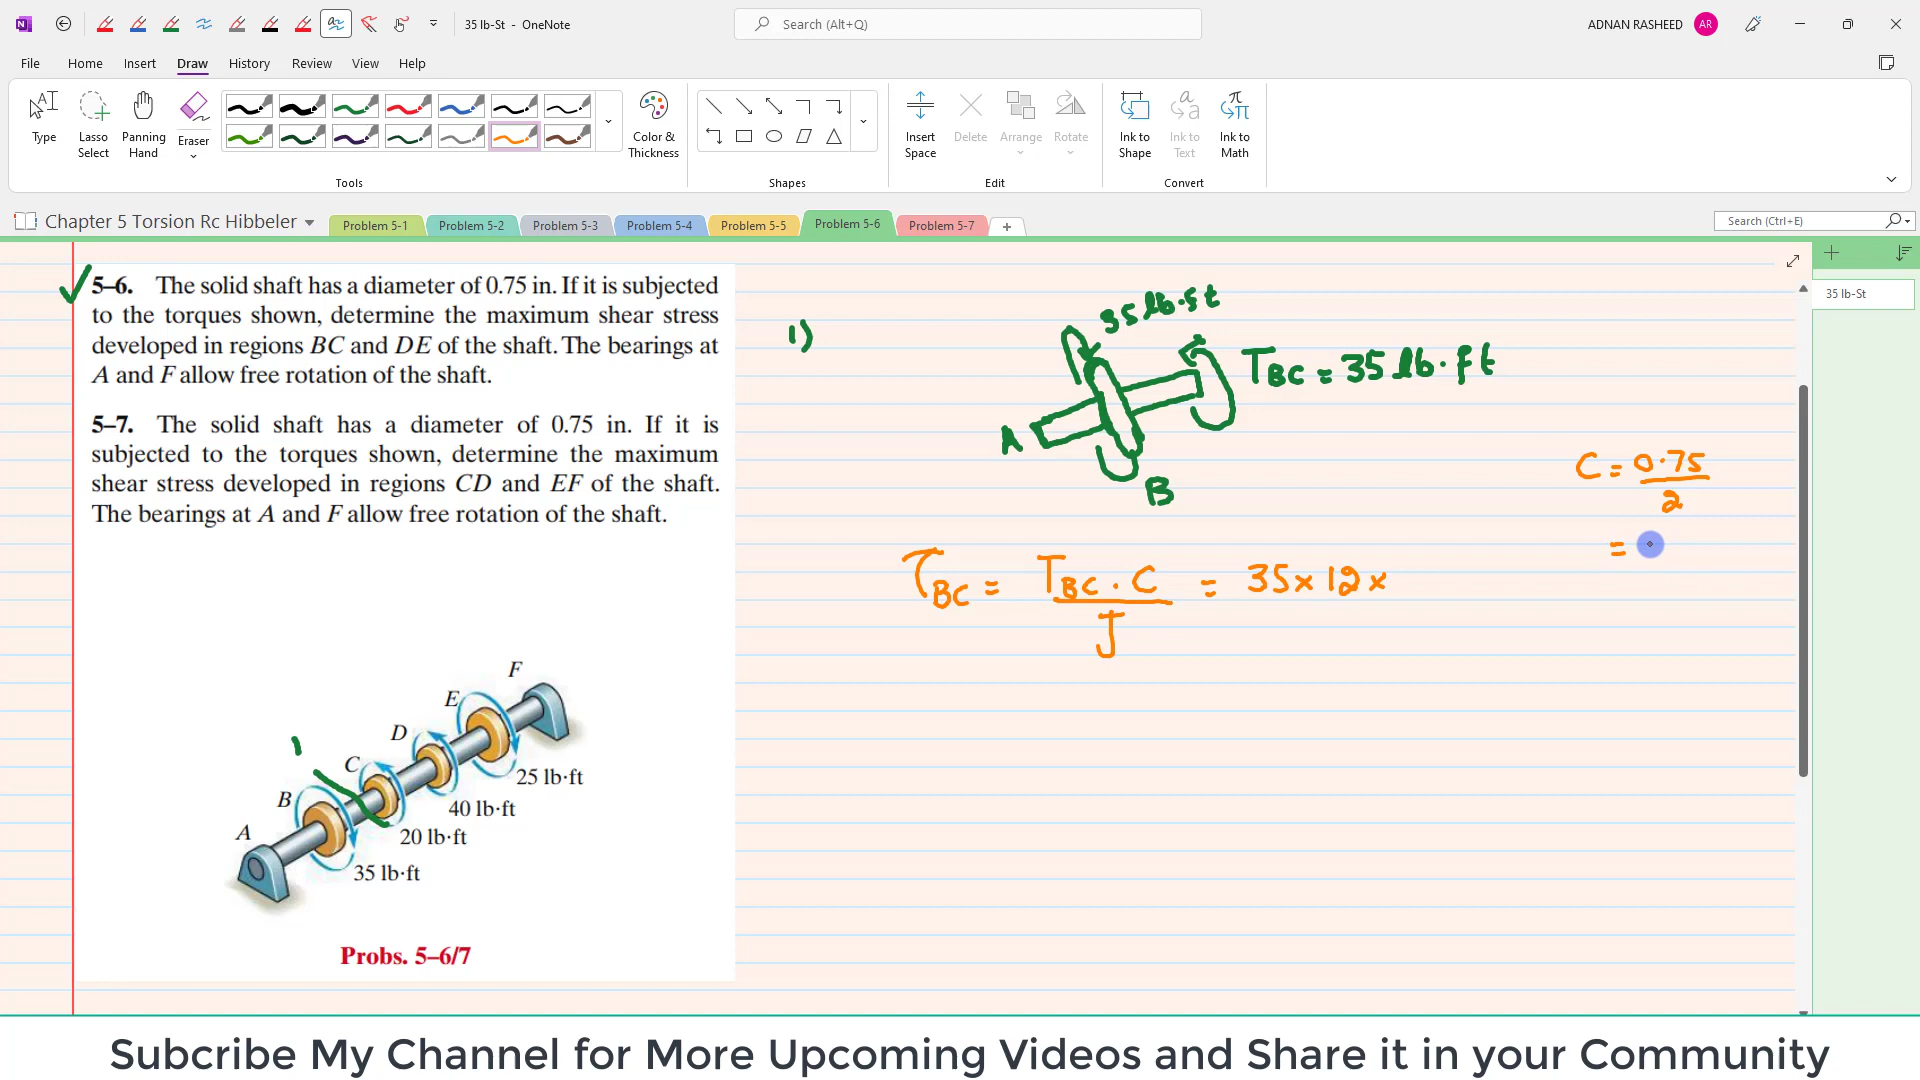 35 lb-St - OneNote
Search (Alt+Q)
ADNAN RASHEED AR
File Home Insert Draw History Review View Help
Type
Lasso Select
Panning Hand
Eraser
Color & Thickness
Insert Space
Delete
Arrange
Rotate
Ink to Shape
Ink to Text
Ink to Math
Tools
Shapes
Edit
Convert
Chapter 5 Torsion Rc Hibbeler
Problem 5-1
Problem 5-2
Problem 5-3
Problem 5-4
Problem 5-5
Problem 5-6
Problem 5-7
Search (Ctrl+E)
35 lb-St
5–6. The solid shaft has a diameter of 0.75 in. If it is subjected
to the torques shown, determine the maximum shear stress
developed in regions BC and DE of the shaft. The bearings at
A and F allow free rotation of the shaft.
5–7. The solid shaft has a diameter of 0.75 in. If it is
subjected to the torques shown, determine the maximum
shear stress developed in regions CD and EF of the shaft.
The bearings at A and F allow free rotation of the shaft.
F
E
D
C
B
A
25 lb·ft
40 lb·ft
20 lb·ft
35 lb·ft
Probs. 5–6/7
1)
35 lb·ft
TBC = 35 lb·ft
A
B
C = 0.75
2
=
τBC = TBC · C = 35 x 12 x
J
Subcribe My Channel for More Upcoming Videos and Share it in your Community